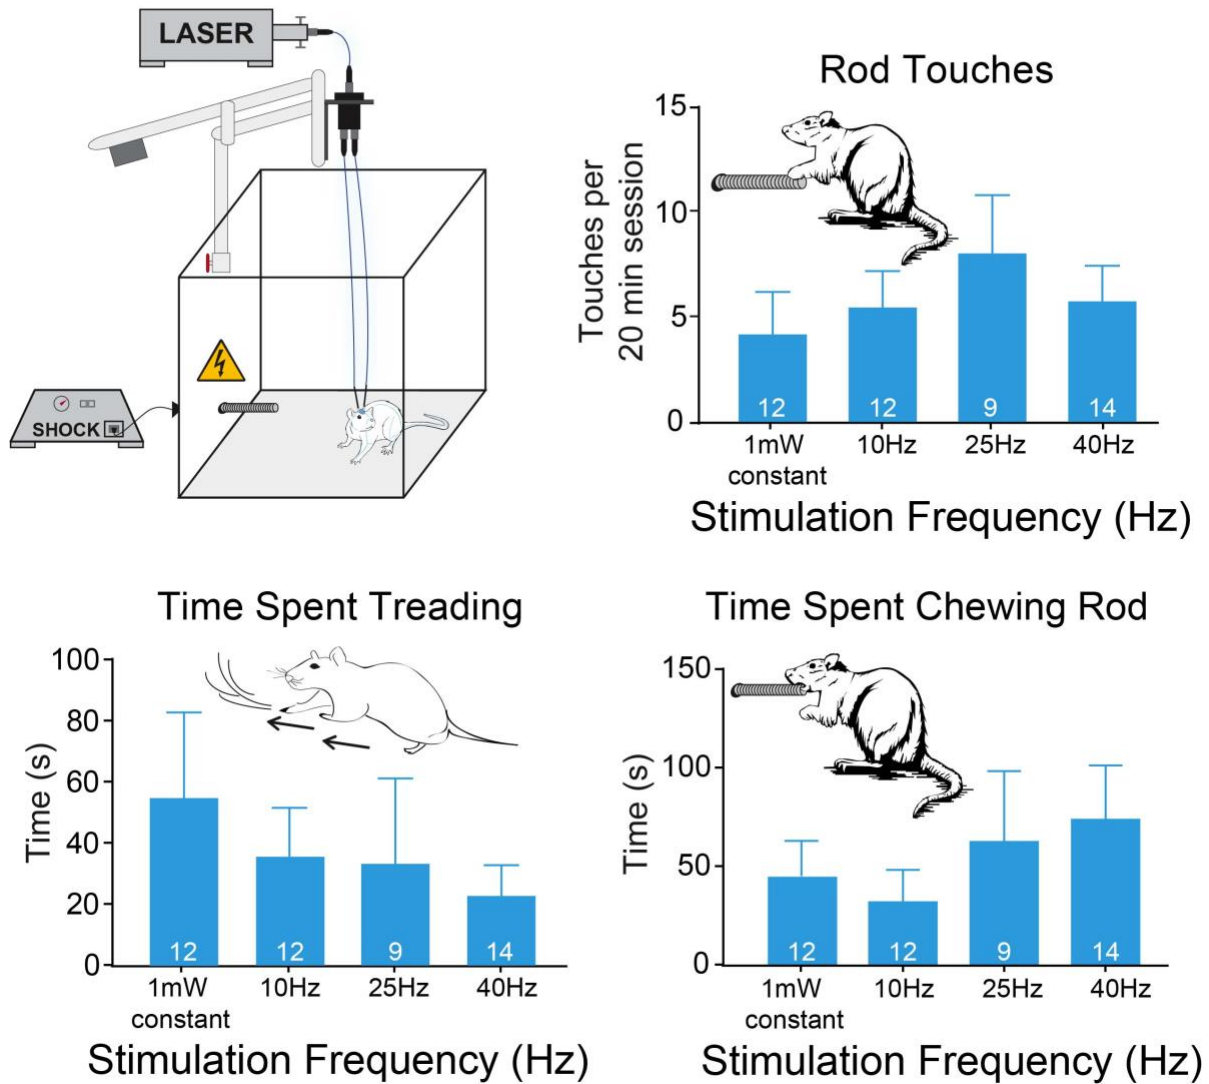 LASER
SHOCK
Rod Touches
Touches per
20 min session
15
10
5
0
12
12
9
14
1mW
constant
10Hz
25Hz
40Hz
Stimulation Frequency (Hz)
Time Spent Treading
Time (s)
100
80
60
40
20
0
12
12
9
14
1mW
constant
10Hz
25Hz
40Hz
Stimulation Frequency (Hz)
Time Spent Chewing Rod
Time (s)
150
100
50
0
12
12
9
14
1mW
constant
10Hz
25Hz
40Hz
Stimulation Frequency (Hz)